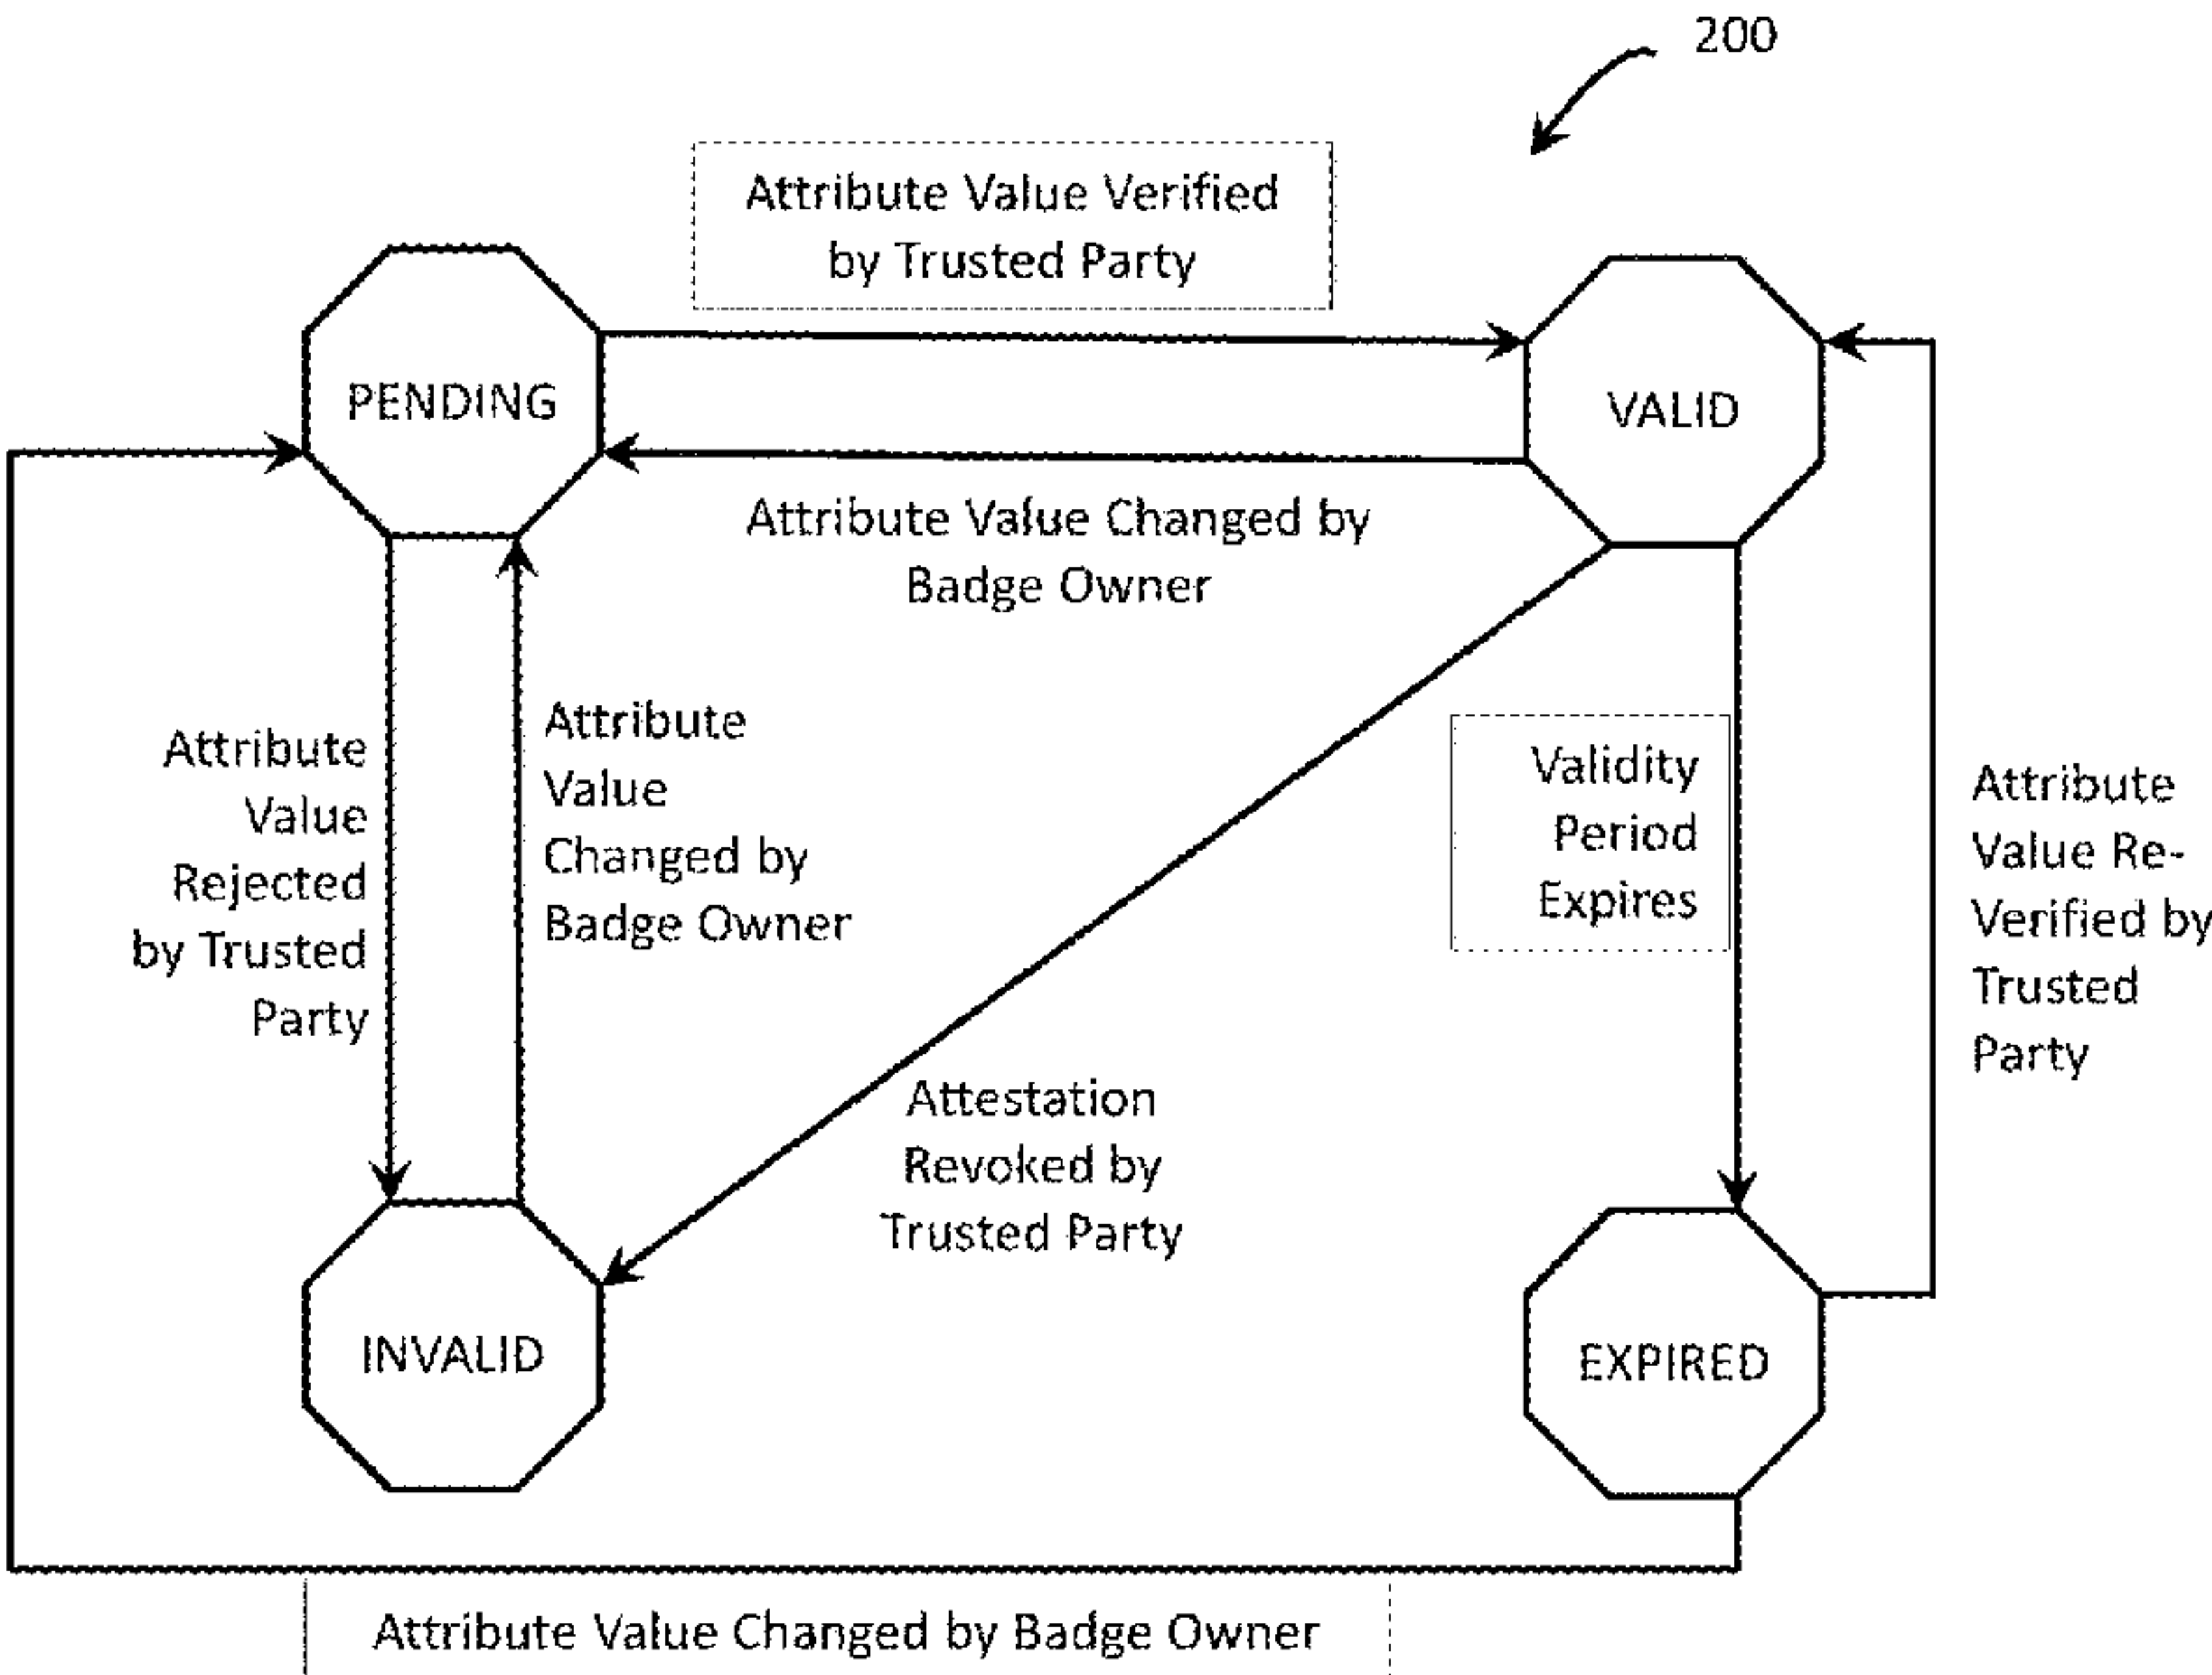 200
Attribute Value Verified
by Trusted Party
PENDING
VALID
Attribute Value Changed by
Badge Owner
Attribute
Value
Rejected
by Trusted
Party
Attribute
Value
Changed by
Badge Owner
Validity
Period
Expires
Attribute
Value Re-
Verified by
Trusted
Party
Attestation
Revoked by
Trusted Party
INVALID
EXPIRED
Attribute Value Changed by Badge Owner